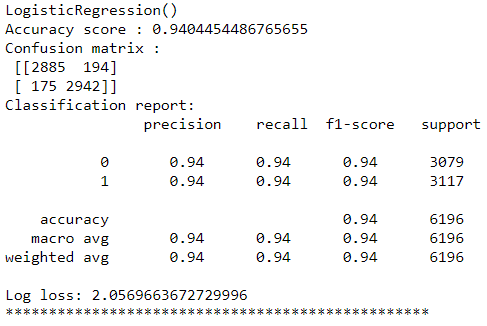 LogisticRegression()
Accuracy score : 0.9404454486765655
Confusion matrix :
[[2885 194]
[ 175 2942]]
Classification report:
precision recall f1-score support
0 0.94 0.94 0.94 3079
1 0.94 0.94 0.94 3117
accuracy 0.94 6196
macro avg 0.94 0.94 0.94 6196
weighted avg 0.94 0.94 0.94 6196
Log loss: 2.0569663672729996
*************************************************